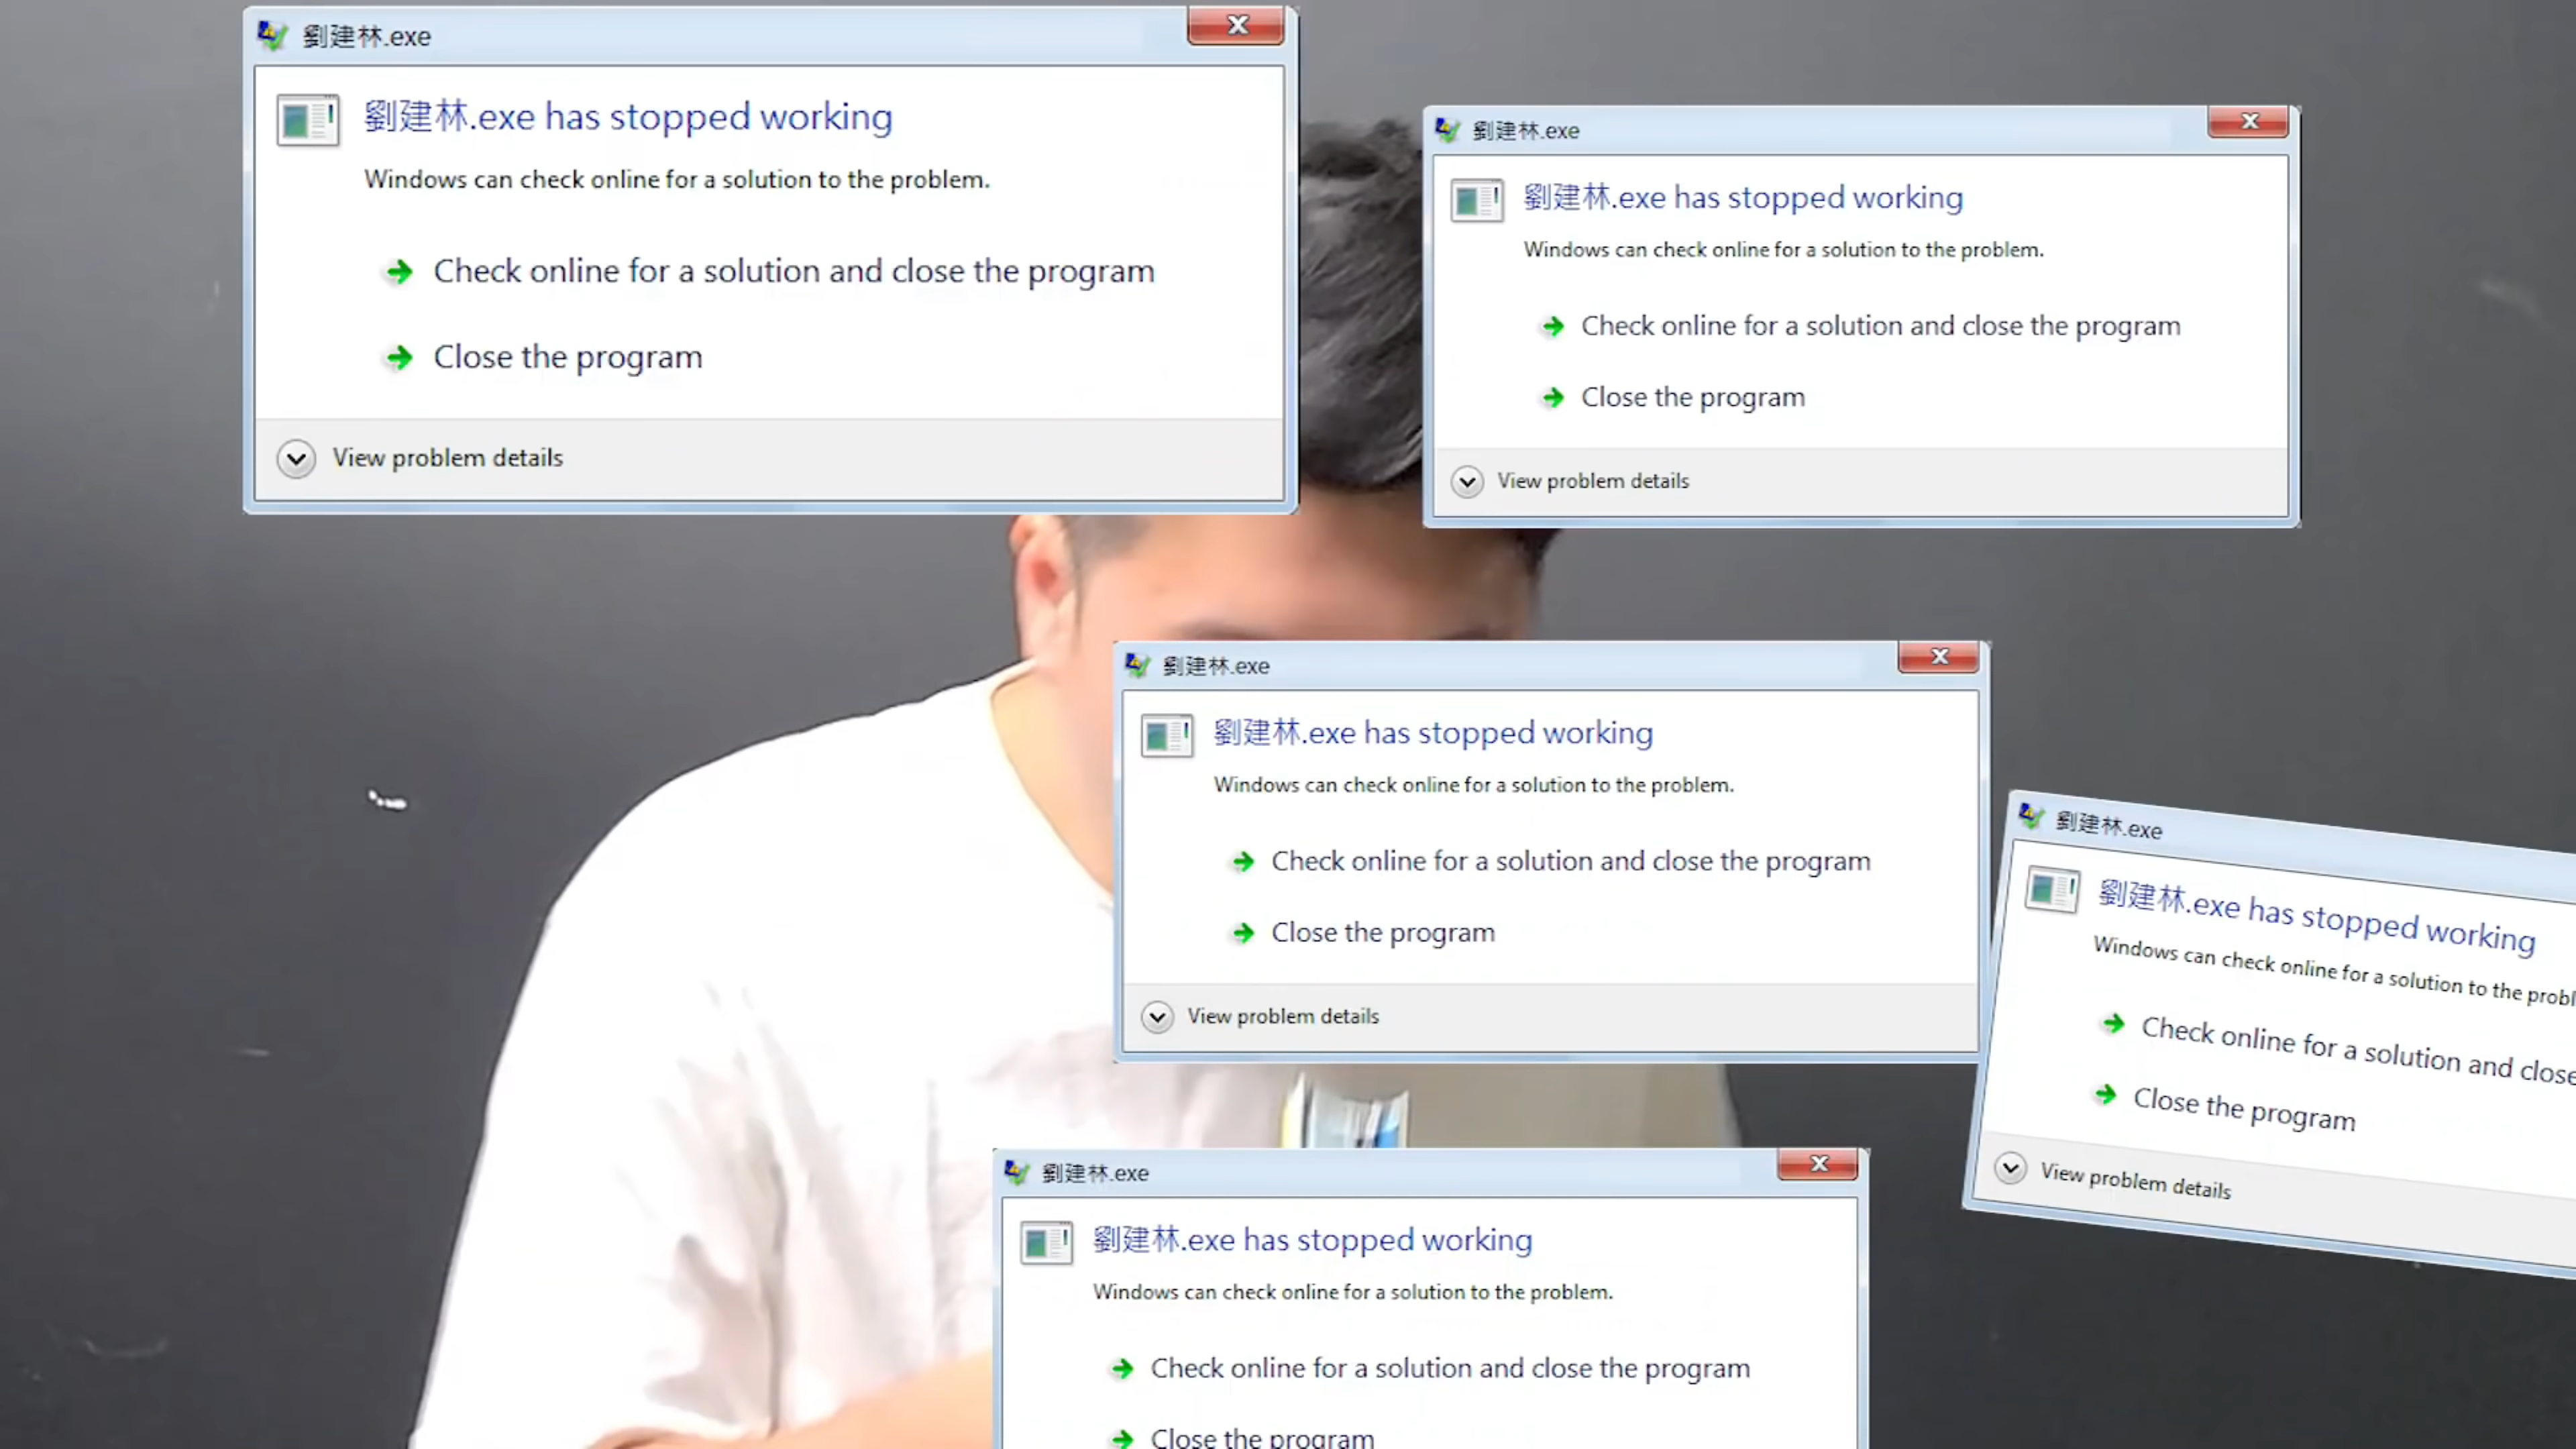 劉建林.exe
劉建林.exe has stopped working
Windows can check online for a solution to the problem.
Check online for a solution and close the program
Close the program
View problem details
劉建林.exe
劉建林.exe has stopped working
Windows can check online for a solution to the problem.
Check online for a solution and close the program
Close the program
View problem details
劉建林.exe
劉建林.exe has stopped working
Windows can check online for a solution to the problem.
Check online for a solution and close the program
Close the program
View problem details
劉建林.exe
劉建林.exe has stopped working
Windows can check online for a solution to the
Check online for a solution and close
Close the program
View problem details
劉建林.exe
劉建林.exe has stopped working
Windows can check online for a solution to the problem.
Check online for a solution and close the program
Close the program